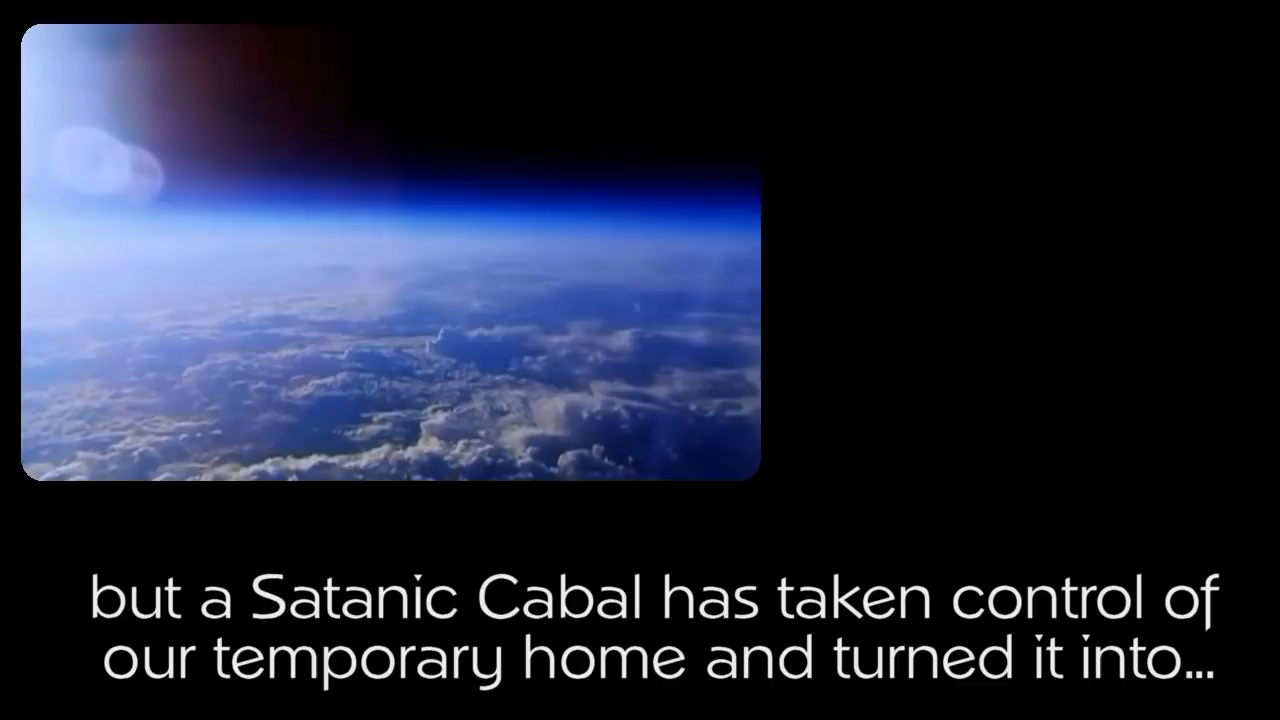 but a Satanic Cabal has taken control of
our temporary home and turned it into...